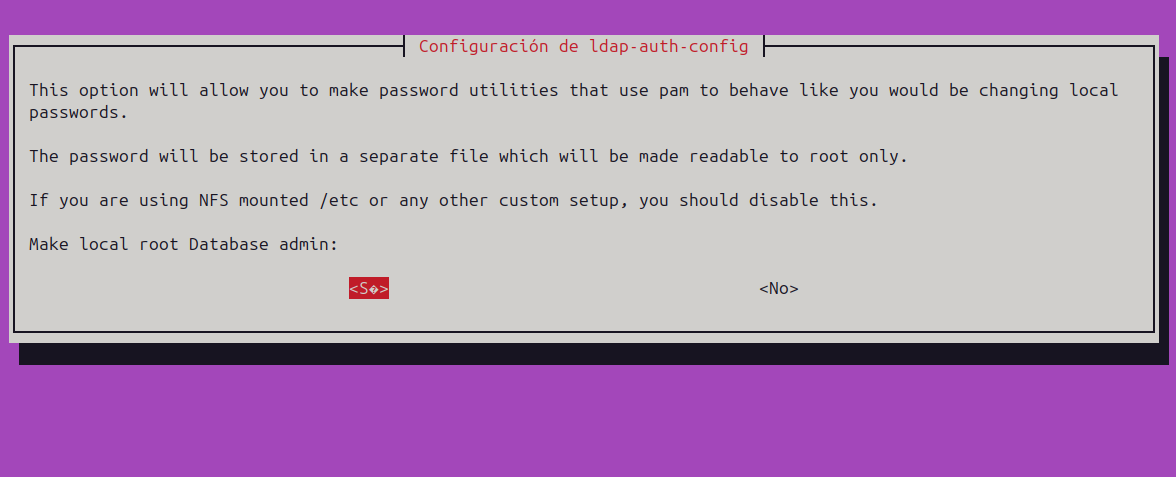 Configuración de ldap-auth-config
This option will allow you to make password utilities that use pam to behave like you would be changing local
passwords.
The password will be stored in a separate file which will be made readable to root only.
If you are using NFS mounted /etc or any other custom setup, you should disable this.
Make local root Database admin:
<S�> <No>